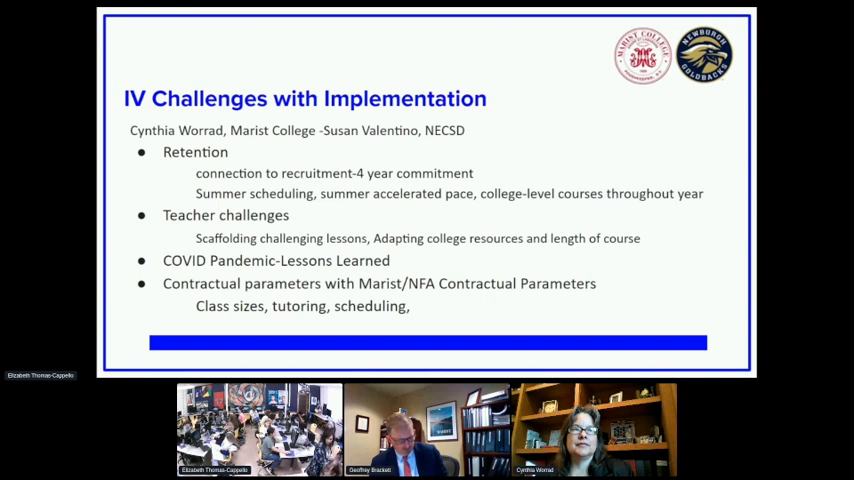 MARIST COLLEGE
NEWBURGH
GOLDBACKS
IV Challenges with Implementation
Cynthia Worrad, Marist College -Susan Valentino, NECSD
● Retention
connection to recruitment-4 year commitment
Summer scheduling, summer accelerated pace, college-level courses throughout year
● Teacher challenges
Scaffolding challenging lessons, Adapting college resources and length of course
● COVID Pandemic-Lessons Learned
● Contractual parameters with Marist/NFA Contractual Parameters
Class sizes, tutoring, scheduling,
Elizabeth Thomas-Cappello
Elizabeth Thomas-Cappello
Geoffrey Brackett
Cynthia Worrad